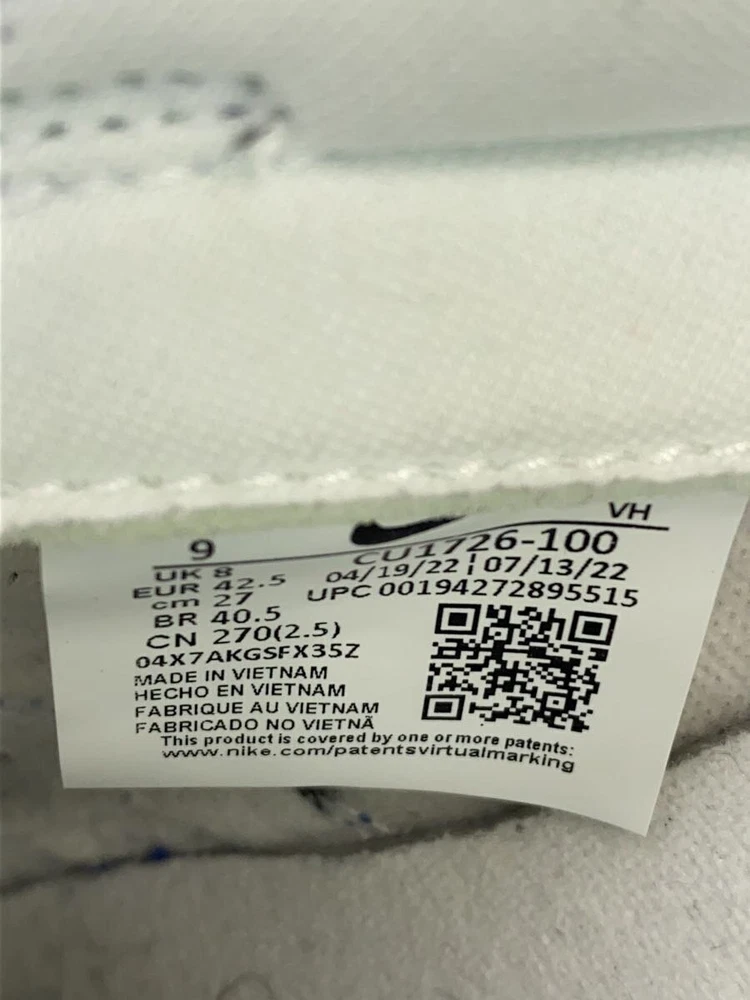 VH
9
CU1726-100
UK 8
04/19/22 ¦ 07/13/22
EUR 42.5
UPC 00194272895515
cm 27
BR 40.5
CN 270(2.5)
04X7AKGSFX35Z
MADE IN VIETNAM
HECHO EN VIETNAM
FABRIQUE AU VIETNAM
FABRICADO NO VIETNÃ
This product is covered by one or more patents:
www.nike.com/patentsvirtualmarking